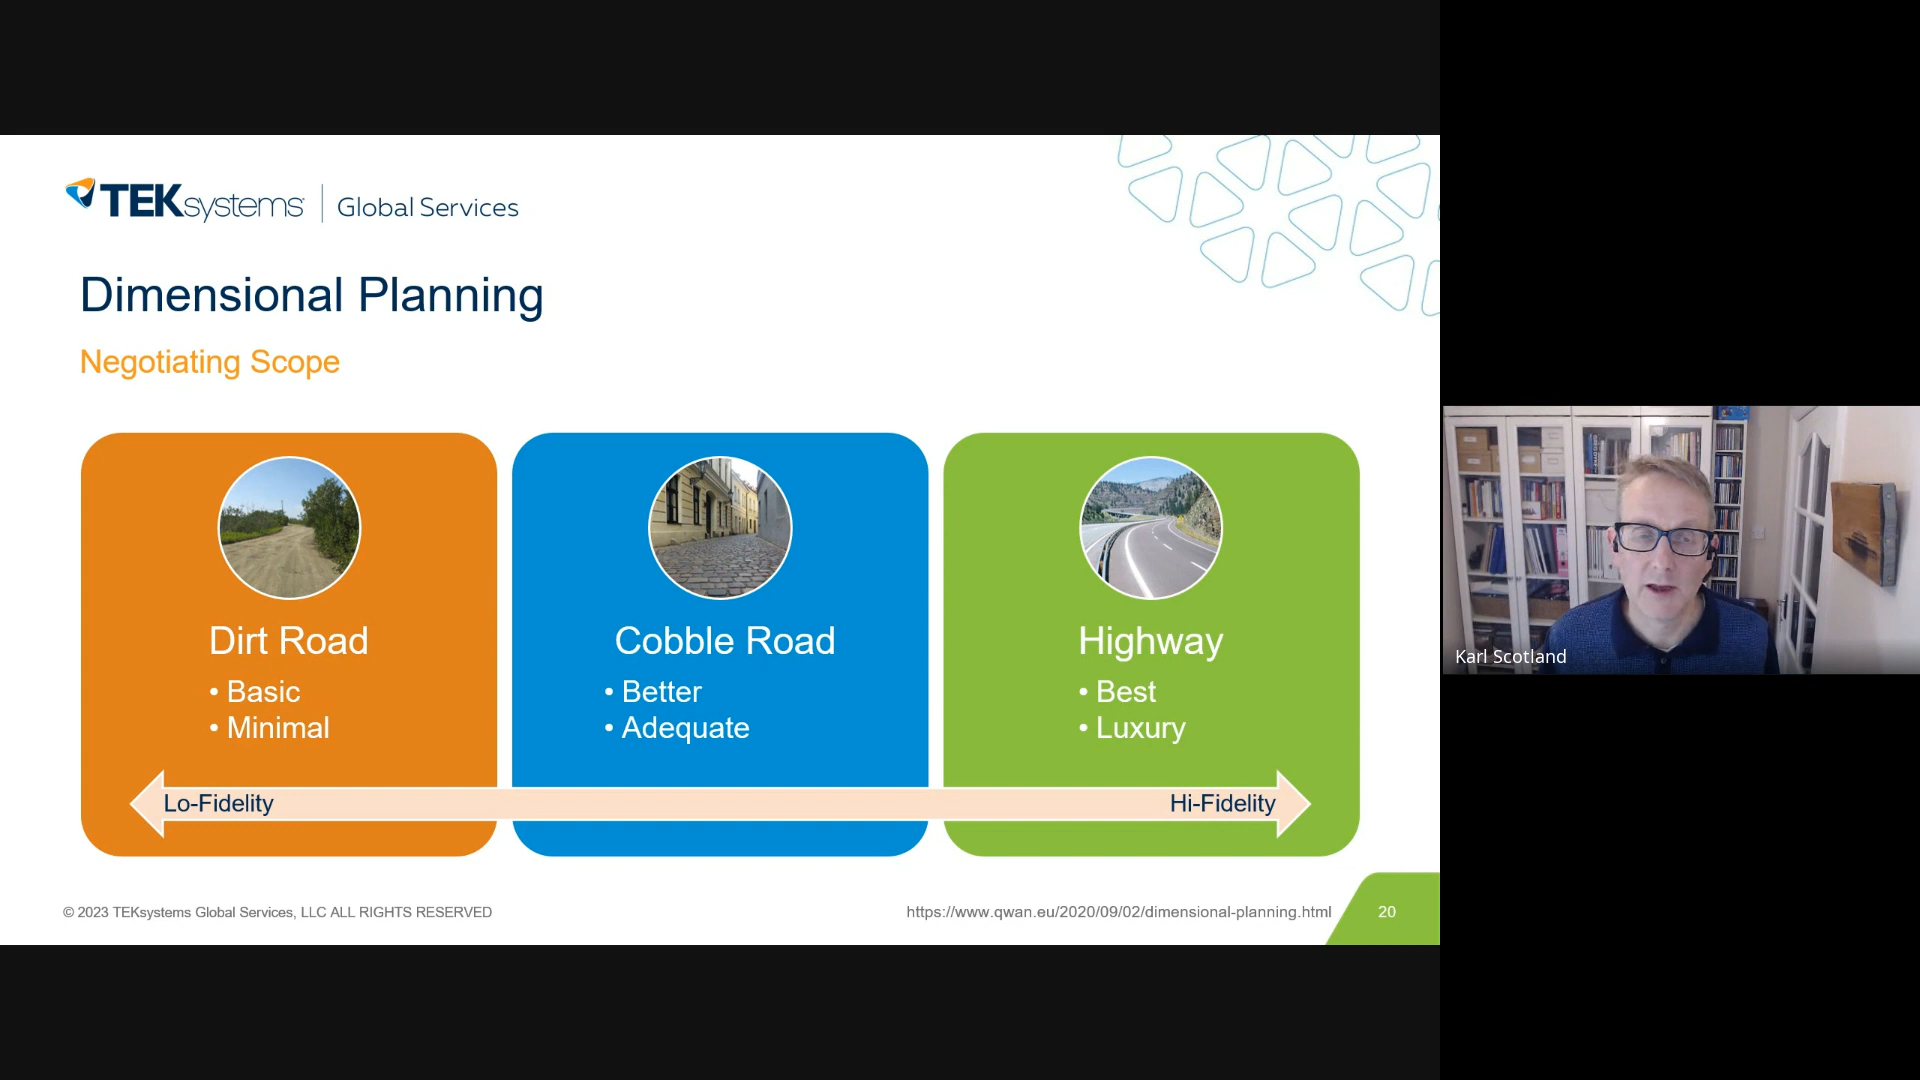 TEKsystems | Global Services
Dimensional Planning
Negotiating Scope
Dirt Road
• Basic
• Minimal
Cobble Road
• Better
• Adequate
Highway
• Best
• Luxury
Lo-Fidelity
Hi-Fidelity
© 2023 TEKsystems Global Services, LLC ALL RIGHTS RESERVED
https://www.qwan.eu/2020/09/02/dimensional-planning.html
20
Karl Scotland